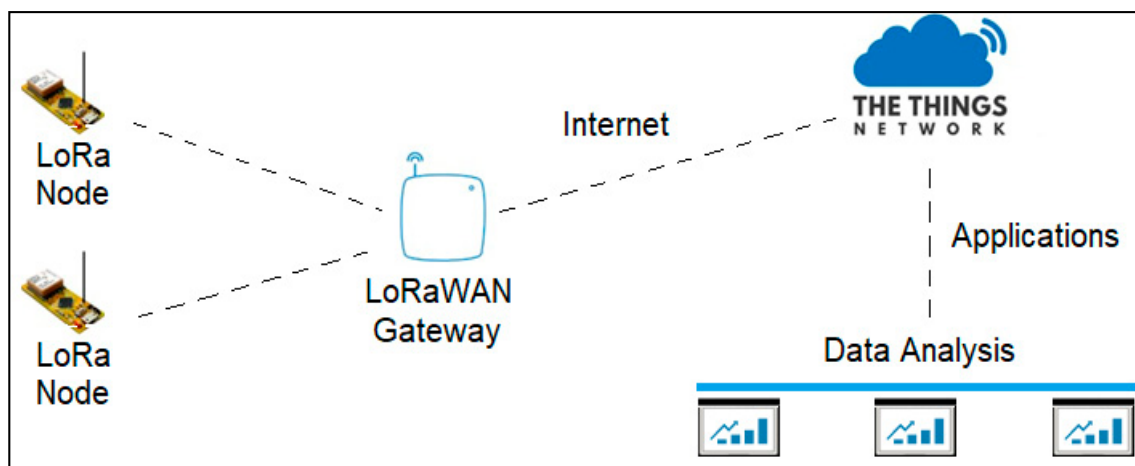 LoRa
Node
LoRa
Node
LoRaWAN
Gateway
Internet
THE THINGS
NETWORK
Applications
Data Analysis